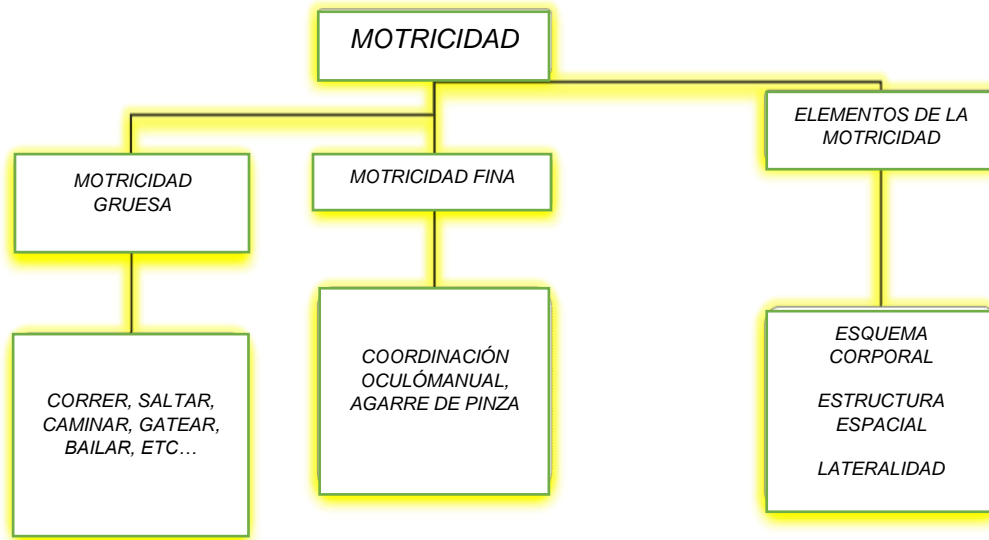 MOTRICIDAD
MOTRICIDAD
GRUESA
MOTRICIDAD FINA
ELEMENTOS DE LA
MOTRICIDAD
CORRER, SALTAR,
CAMINAR, GATEAR,
BAILAR, ETC…
COORDINACIÓN
OCULÓMANUAL,
AGARRE DE PINZA
ESQUEMA
CORPORAL
ESTRUCTURA
ESPACIAL
LATERALIDAD